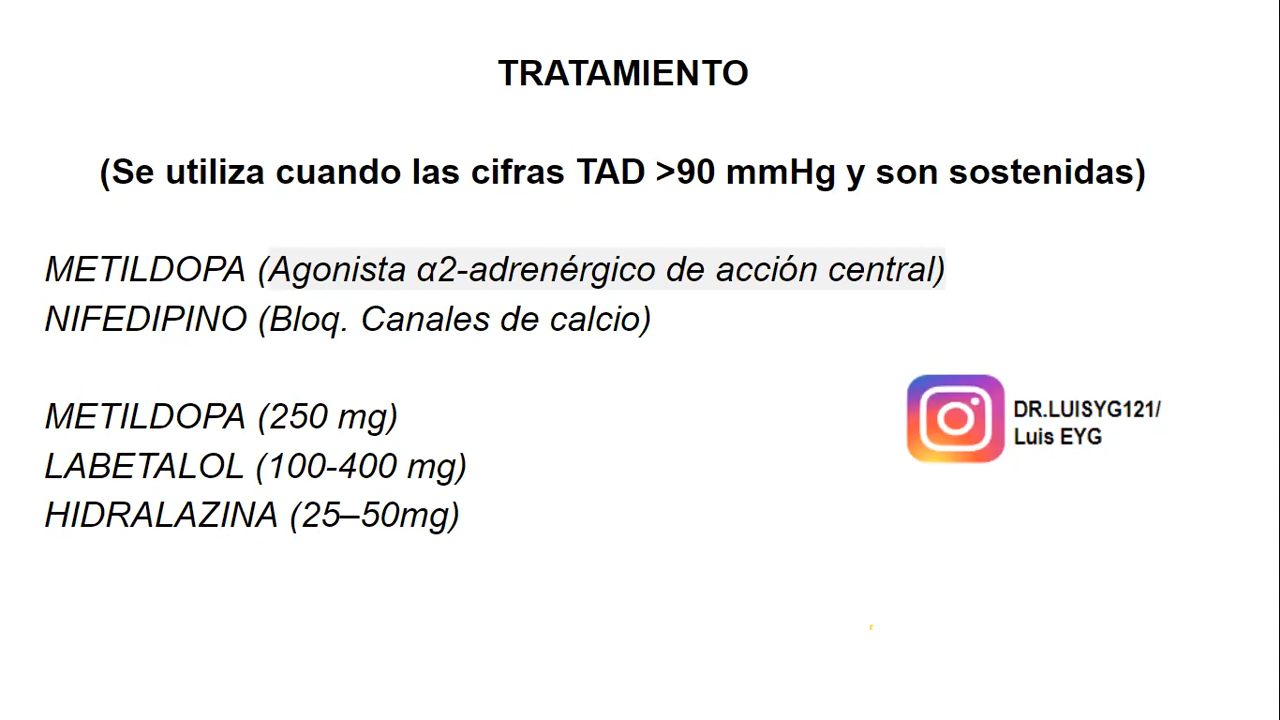 TRATAMIENTO
(Se utiliza cuando las cifras TAD >90 mmHg y son sostenidas)
METILDOPA (Agonista α2-adrenérgico de acción central)
NIFEDIPINO (Bloq. Canales de calcio)
METILDOPA (250 mg)
LABETALOL (100-400 mg)
HIDRALAZINA (25–50mg)
DR.LUISYG121/
Luis EYG